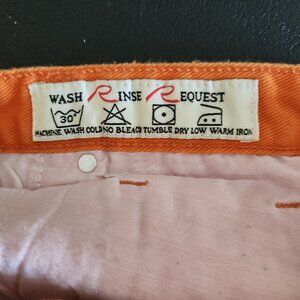 WASH RINSE REQUEST
30°
MACHINE WASH COLD NO BLEACH TUMBLE DRY LOW WARM IRON